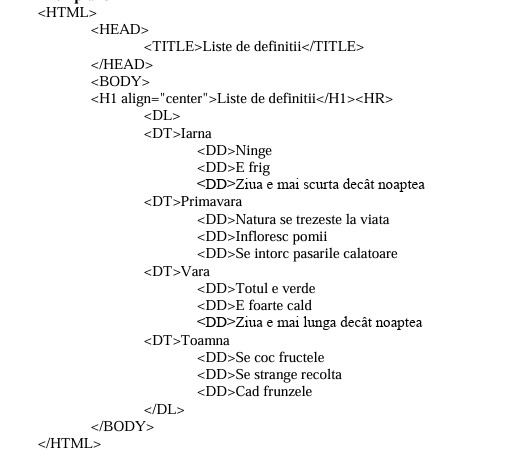 <HTML>
<HEAD>
<TITLE>Liste de definitii</TITLE>
</HEAD>
<BODY>
<H1 align="center">Liste de definitii</H1><HR>
<DL>
<DT>Iarna
<DD>Ninge
<DD>E frig
<DD>Ziua e mai scurta decât noaptea
<DT>Primavara
<DD>Natura se trezeste la viata
<DD>Infloresc pomii
<DD>Se intorc pasarile calatoare
<DT>Vara
<DD>Totul e verde
<DD>E foarte cald
<DD>Ziua e mai lunga decât noaptea
<DT>Toamna
<DD>Se coc fructele
<DD>Se strange recolta
<DD>Cad frunzele
</DL>
</BODY>
</HTML>